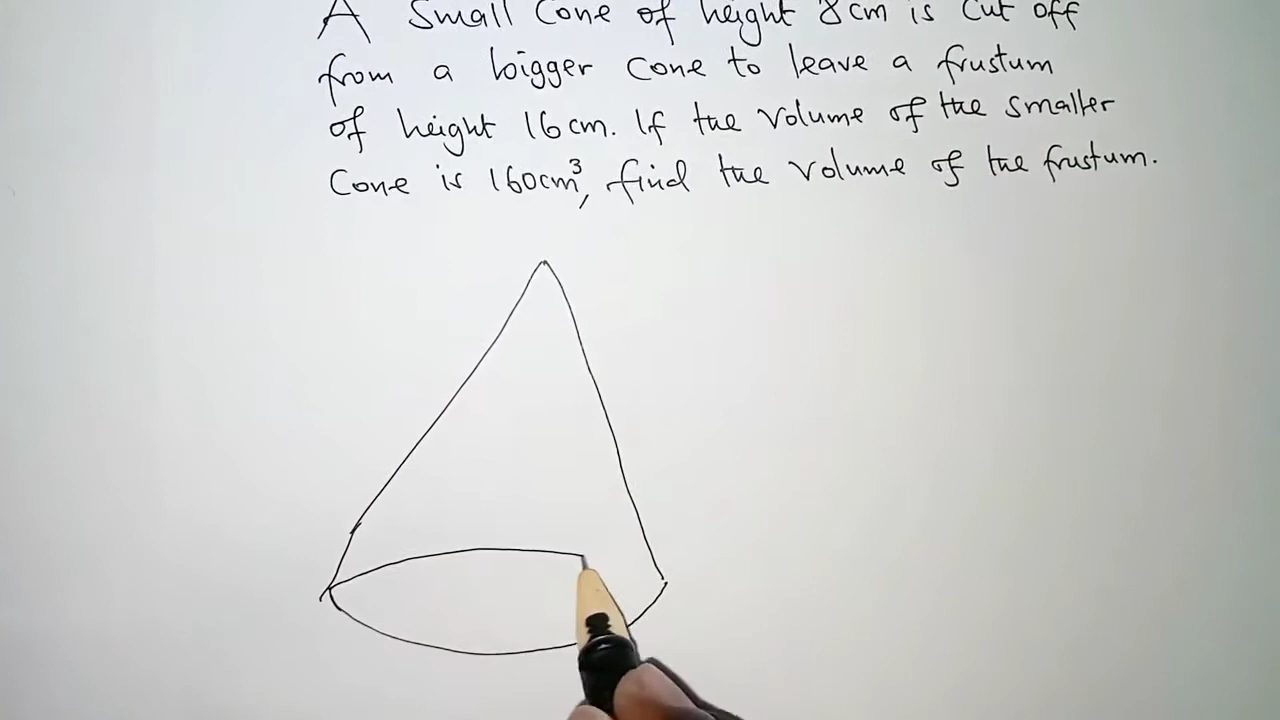 A small cone of height 8cm is cut off
from a bigger cone to leave a frustum
of height 16cm. If the volume of the smaller
cone is 160cm³, find the volume of the frustum.